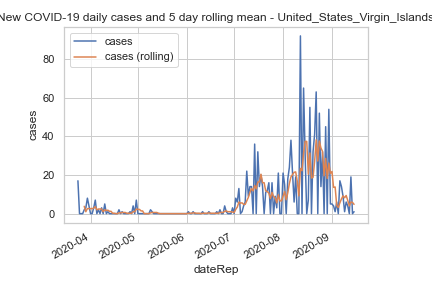 New COVID-19 daily cases and 5 day rolling mean - United_States_Virgin_Islands
cases
cases (rolling)
80
60
40
20
0
cases
2020-04
2020-05
2020-06
2020-07
2020-08
2020-09
dateRep